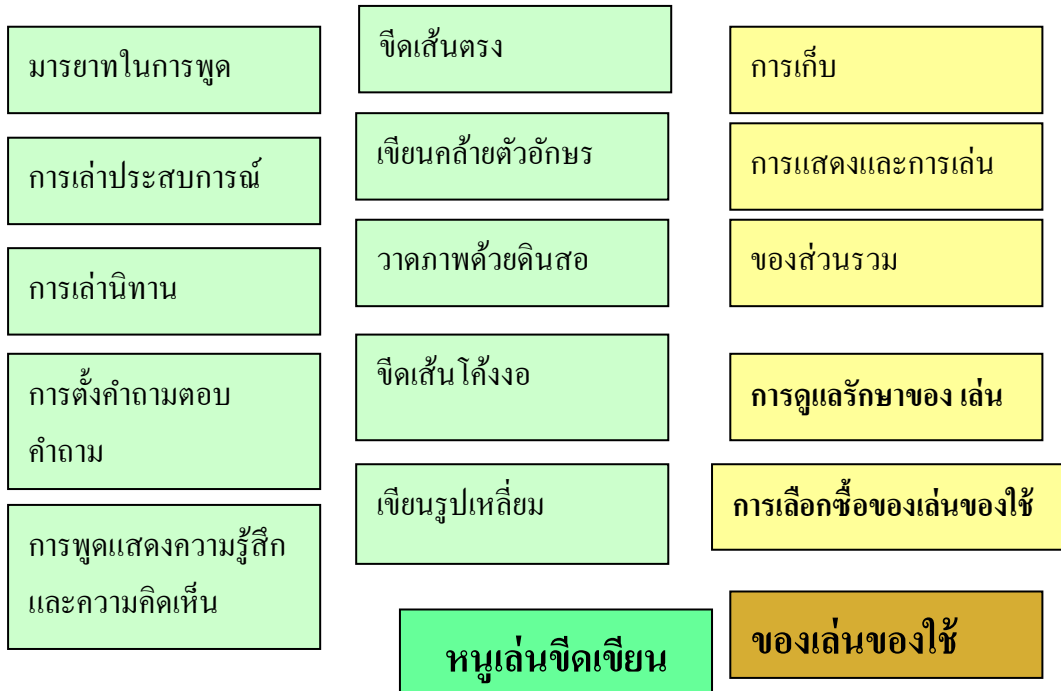 มารยาทในการพูด
การเล่าประสบการณ์
การเล่านิทาน
การตั้งคำถามตอบ
คำถาม
การพูดแสดงความรู้สึก
และความคิดเห็น
ขีดเส้นตรง
เขียนคล้ายตัวอักษร
วาดภาพด้วยดินสอ
ขีดเส้นโค้งงอ
เขียนรูปเหลี่ยม
หนูเล่นขีดเขียน
การเก็บ
การแสดงและการเล่น
ของส่วนรวม
การดูแลรักษาของ เล่น
การเลือกซื้อของเล่นของใช้
ของเล่นของใช้